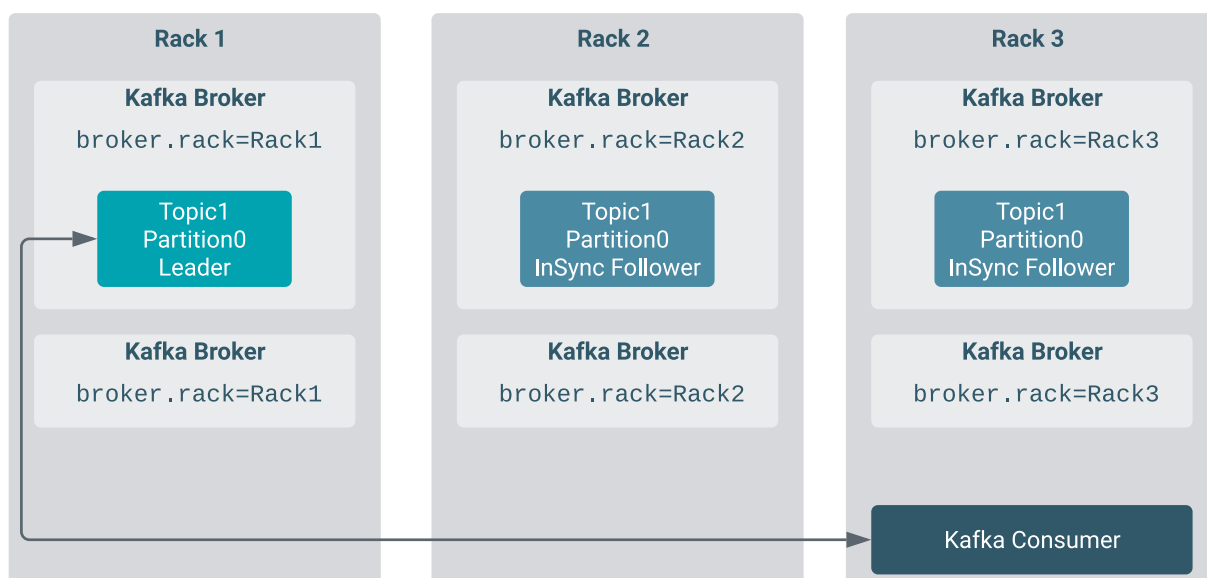 Rack 1
Kafka Broker
broker.rack=Rack1
Topic1
Partition0
Leader
Kafka Broker
broker.rack=Rack1
Rack 2
Kafka Broker
broker.rack=Rack2
Topic1
Partition0
InSync Follower
Kafka Broker
broker.rack=Rack2
Rack 3
Kafka Broker
broker.rack=Rack3
Topic1
Partition0
InSync Follower
Kafka Broker
broker.rack=Rack3
Kafka Consumer